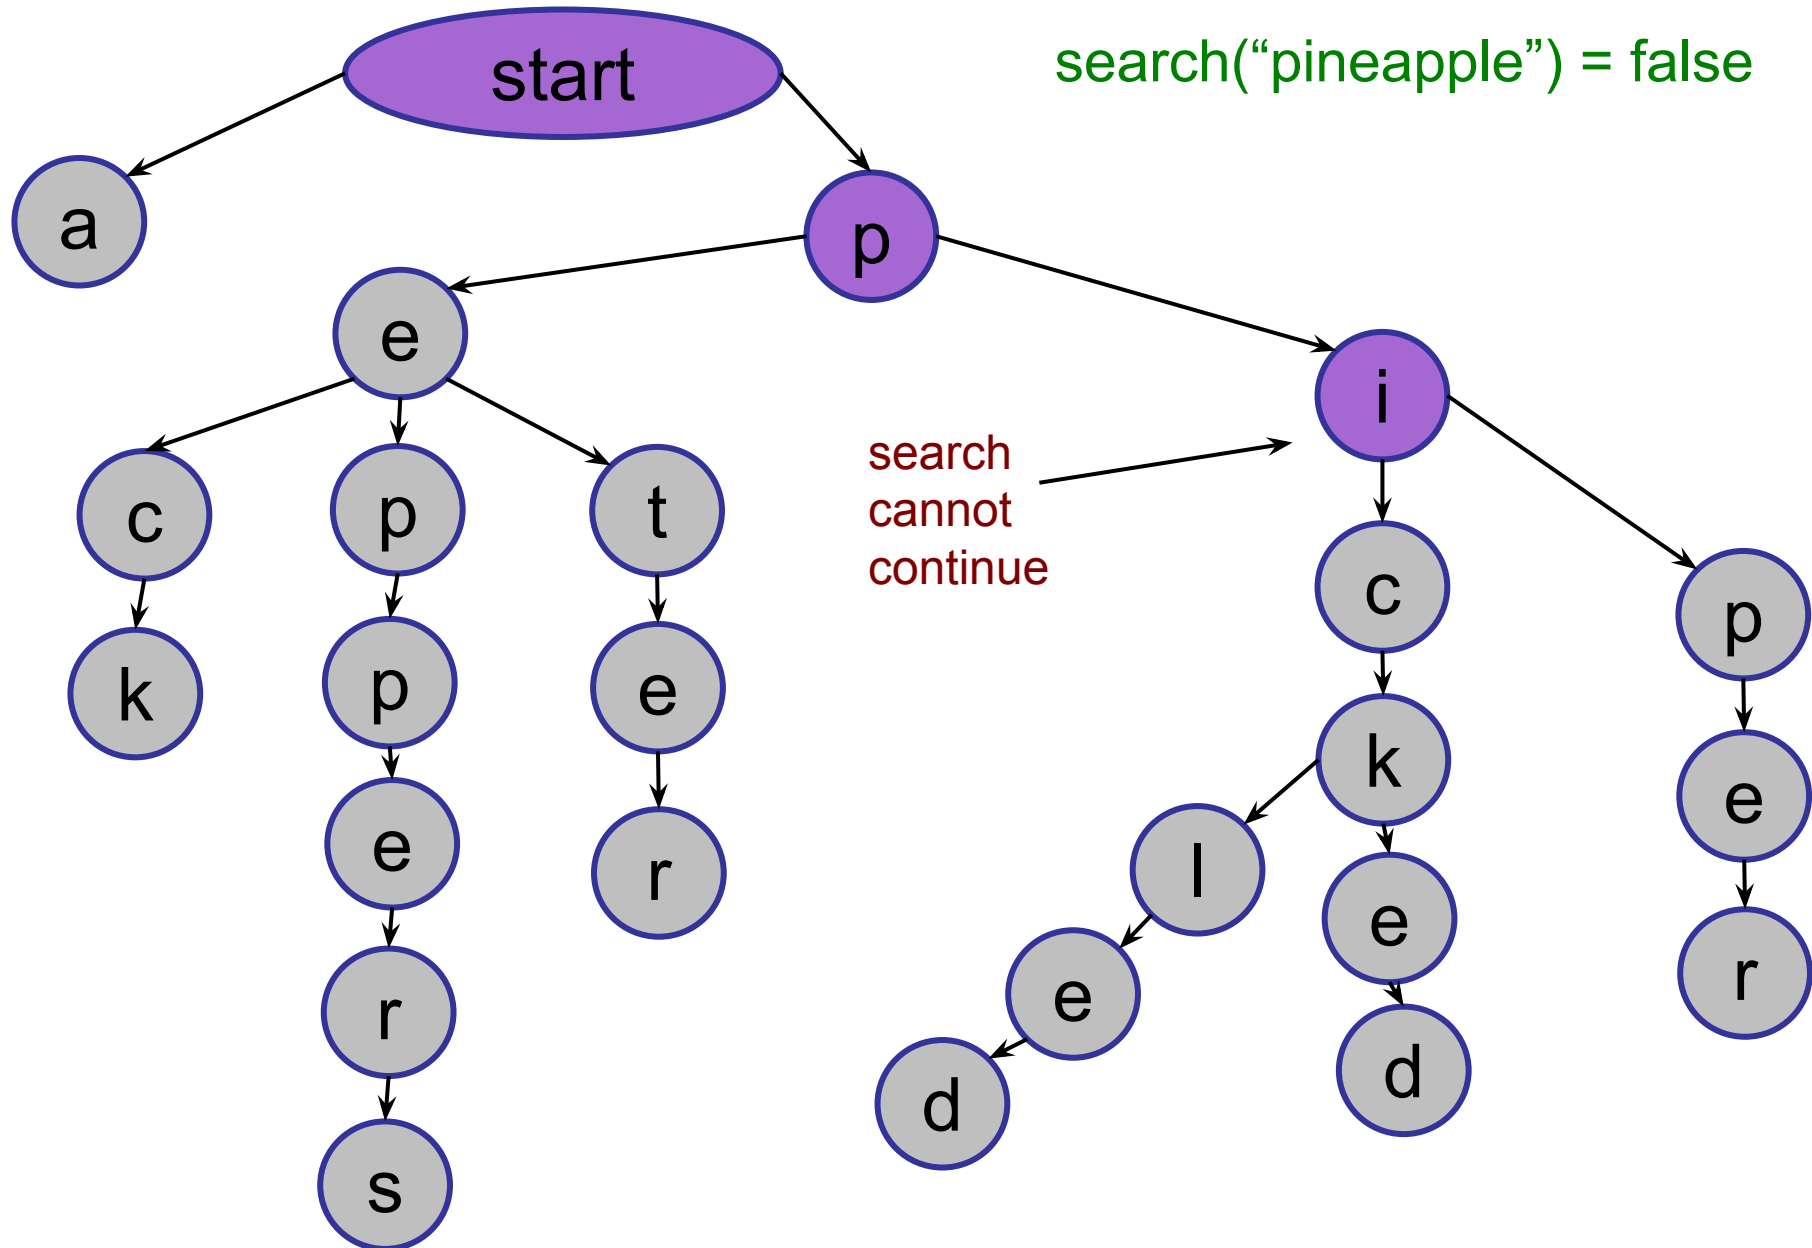 start
search(“pineapple”) = false
a
p
e
i
c
p
t
search
cannot
continue
c
p
k
p
e
k
e
e
r
l
e
r
e
r
d
d
s